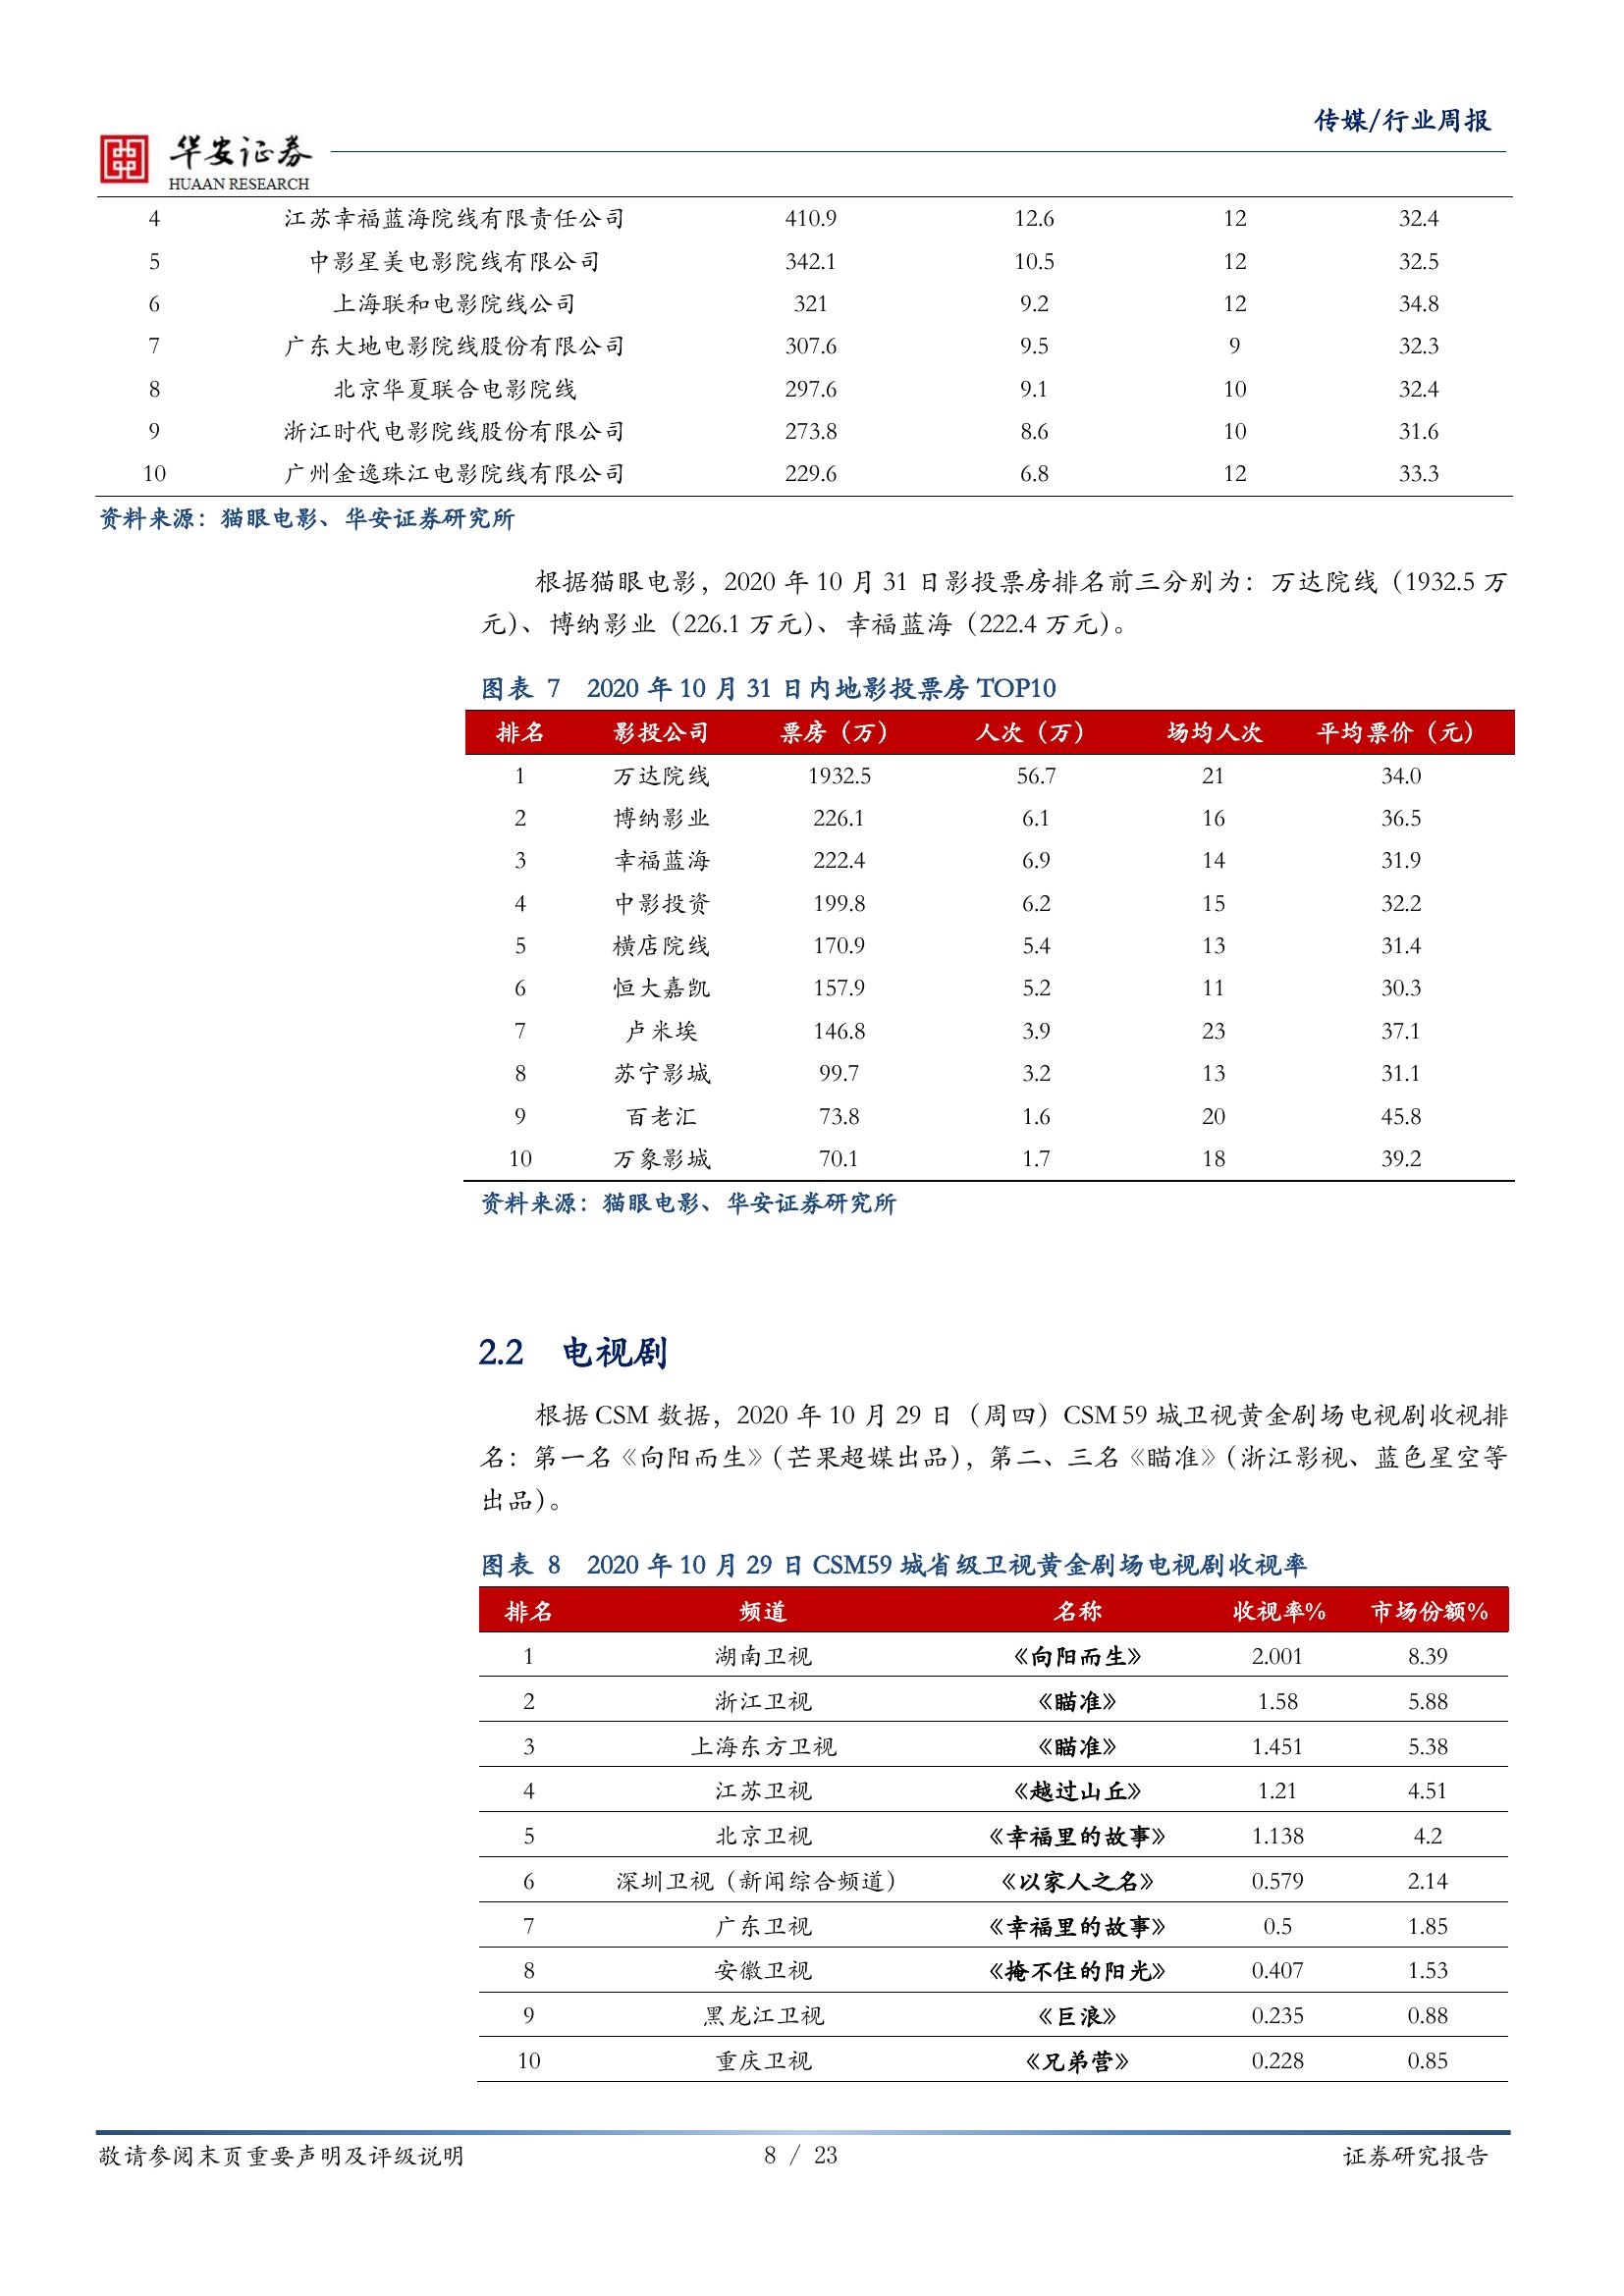 传媒/行业周报
华安证券
HUAAN RESEARCH
4 江苏幸福蓝海院线有限责任公司 410.9 12.6 12 32.4
5 中影星美电影院线有限公司 342.1 10.5 12 32.5
6 上海联和电影院线公司 321 9.2 12 34.8
7 广东大地电影院线股份有限公司 307.6 9.5 9 32.3
8 北京华夏联合电影院线 297.6 9.1 10 32.4
9 浙江时代电影院线股份有限公司 273.8 8.6 10 31.6
10 广州金逸珠江电影院线有限公司 229.6 6.8 12 33.3
资料来源：猫眼电影、华安证券研究所
根据猫眼电影，2020 年 10 月 31 日影投票房排名前三分别为：万达院线（1932.5 万
元）、博纳影业（226.1 万元）、幸福蓝海（222.4 万元）。
图表 7 2020 年 10 月 31 日内地影投票房 TOP10
排名 影投公司 票房（万） 人次（万） 场均人次 平均票价（元）
1 万达院线 1932.5 56.7 21 34.0
2 博纳影业 226.1 6.1 16 36.5
3 幸福蓝海 222.4 6.9 14 31.9
4 中影投资 199.8 6.2 15 32.2
5 横店院线 170.9 5.4 13 31.4
6 恒大嘉凯 157.9 5.2 11 30.3
7 卢米埃 146.8 3.9 23 37.1
8 苏宁影城 99.7 3.2 13 31.1
9 百老汇 73.8 1.6 20 45.8
10 万象影城 70.1 1.7 18 39.2
资料来源：猫眼电影、华安证券研究所
2.2 电视剧
根据 CSM 数据，2020 年 10 月 29 日（周四）CSM 59 城卫视黄金剧场电视剧收视排
名：第一名《向阳而生》（芒果超媒出品），第二、三名《瞄准》（浙江影视、蓝色星空等
出品）。
图表 8 2020 年 10 月 29 日 CSM59 城省级卫视黄金剧场电视剧收视率
排名 频道 名称 收视率% 市场份额%
1 湖南卫视 《向阳而生》 2.001 8.39
2 浙江卫视 《瞄准》 1.58 5.88
3 上海东方卫视 《瞄准》 1.451 5.38
4 江苏卫视 《越过山丘》 1.21 4.51
5 北京卫视 《幸福里的故事》 1.138 4.2
6 深圳卫视（新闻综合频道） 《以家人之名》 0.579 2.14
7 广东卫视 《幸福里的故事》 0.5 1.85
8 安徽卫视 《掩不住的阳光》 0.407 1.53
9 黑龙江卫视 《巨浪》 0.235 0.88
10 重庆卫视 《兄弟营》 0.228 0.85
敬请参阅末页重要声明及评级说明 8 / 23 证券研究报告